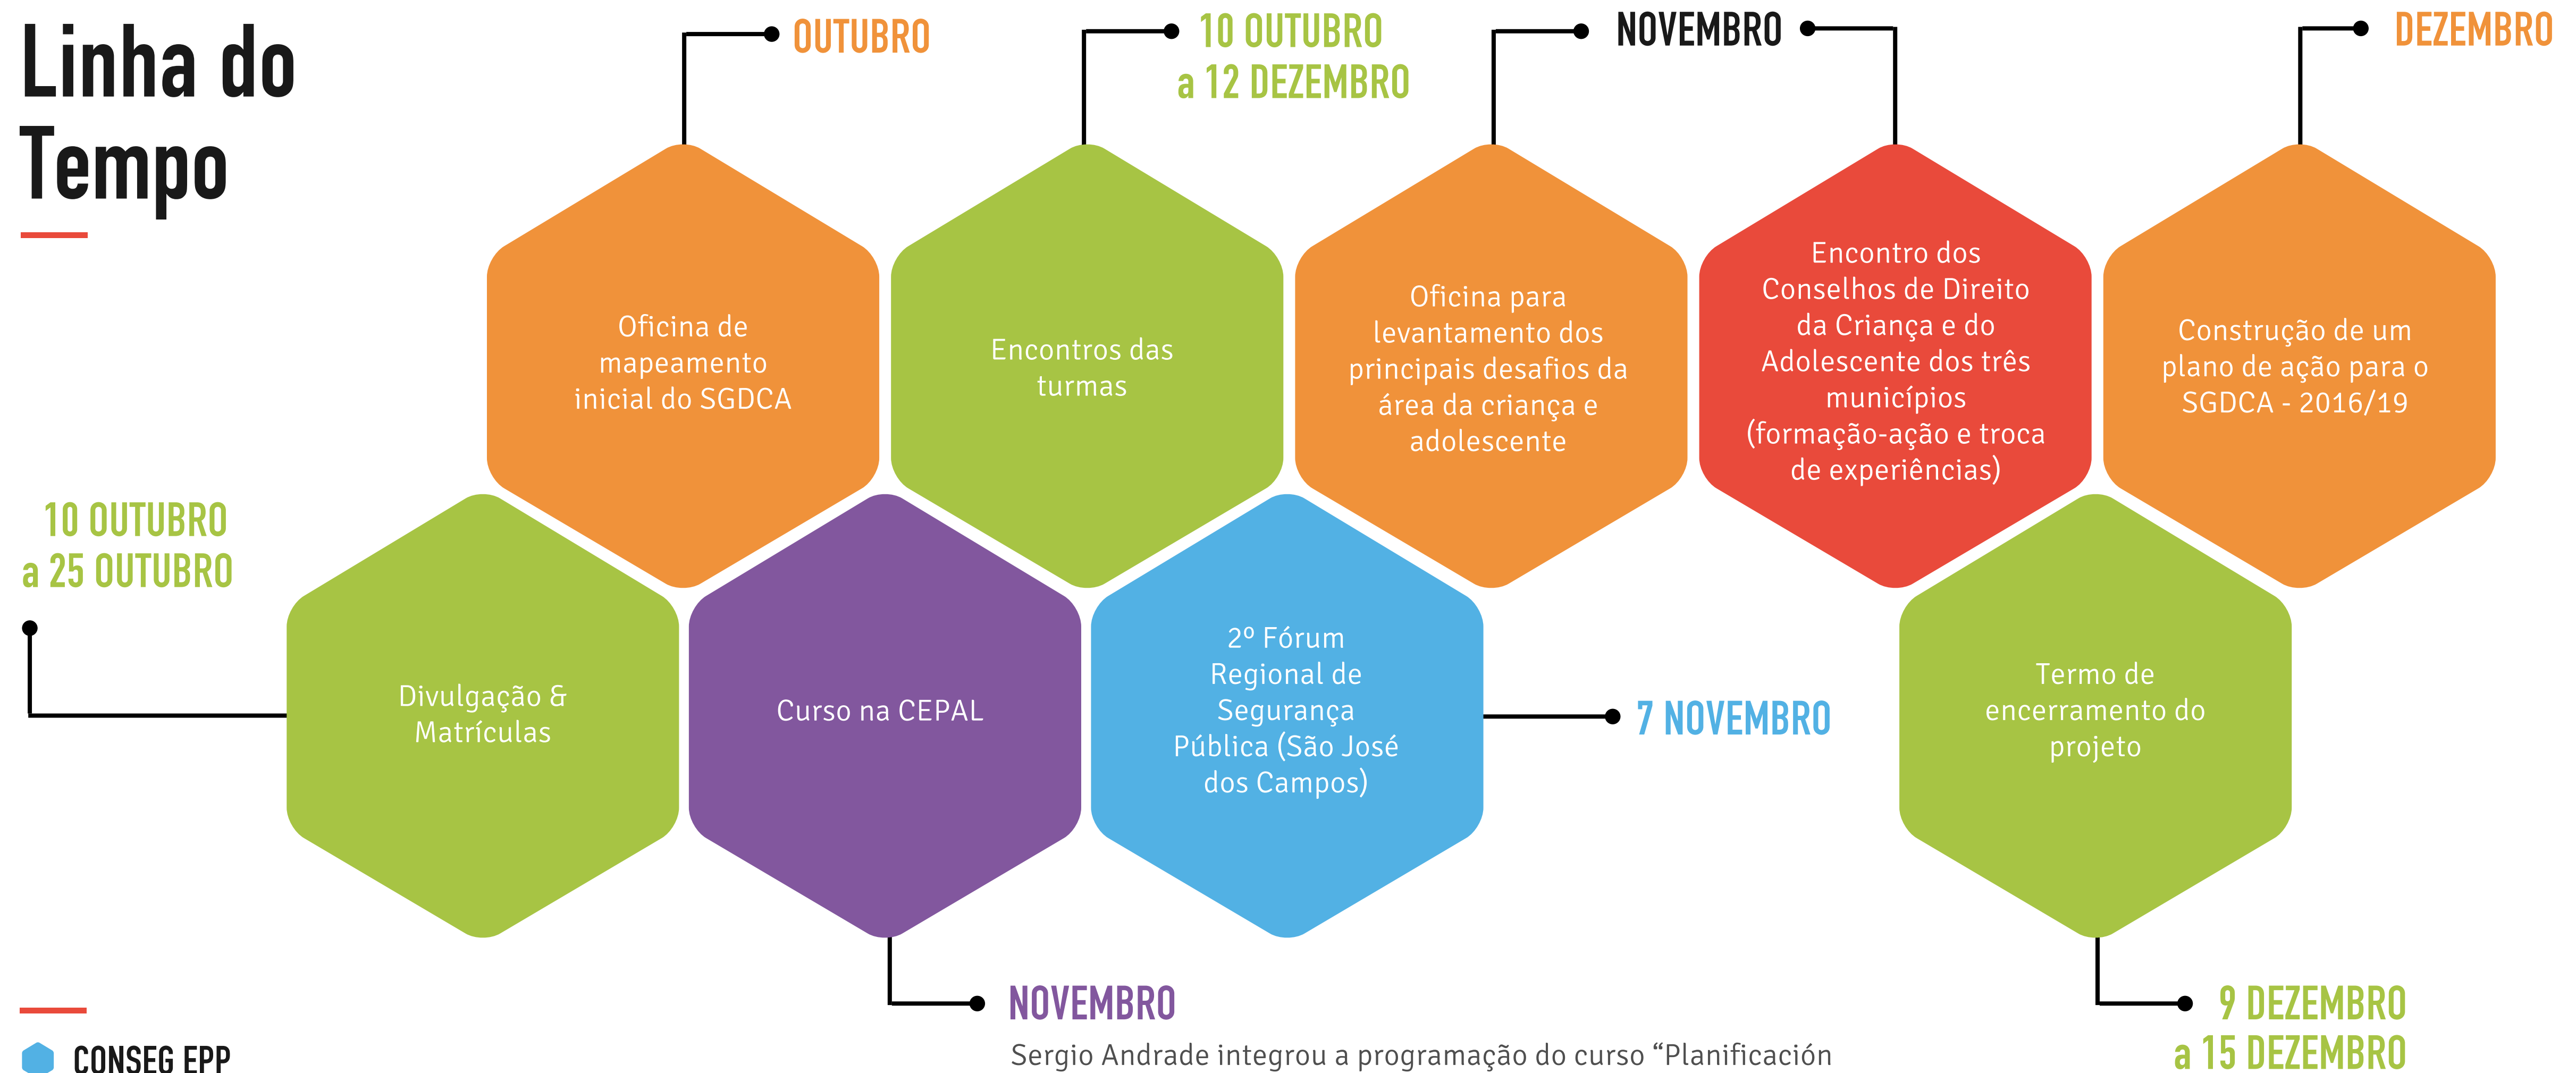 Linha do
Tempo
OUTUBRO
10 OUTUBRO
a 12 DEZEMBRO
NOVEMBRO
DEZEMBRO
Oficina de
mapeamento
inicial do SGDCA
Encontros das
turmas
Oficina para
levantamento dos
principais desafios da
área da criança e
adolescente
Encontro dos
Conselhos de Direito
da Criança e do
Adolescente dos três
municípios
(formação-ação e troca
de experiências)
Construção de um
plano de ação para o
SGDCA - 2016/19
10 OUTUBRO
a 25 OUTUBRO
Divulgação &
Matrículas
Curso na CEPAL
2º Fórum
Regional de
Segurança
Pública (São José
dos Campos)
7 NOVEMBRO
Termo de
encerramento do
projeto
NOVEMBRO
Sergio Andrade integrou a programação do curso “Planificación
9 DEZEMBRO
a 15 DEZEMBRO
CONSEG EPP